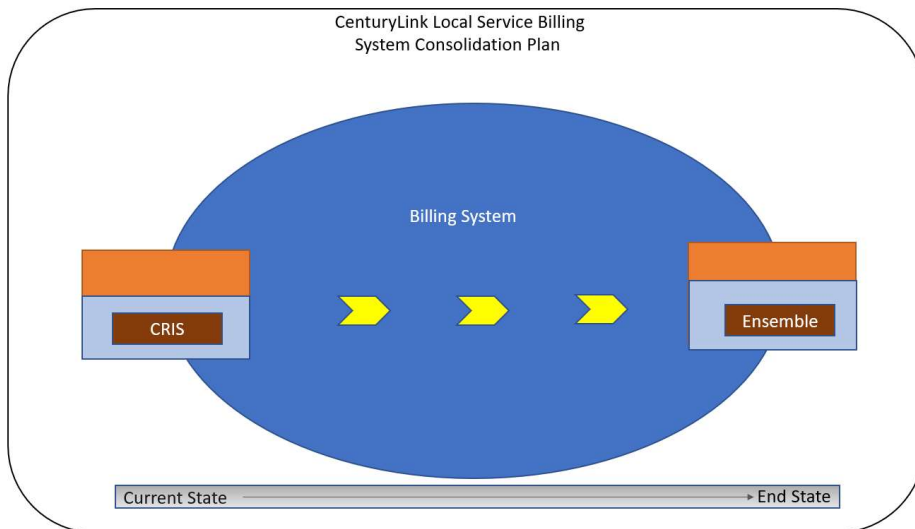 CenturyLink Local Service Billing
System Consolidation Plan
Billing System
CRIS
Ensemble
Current State
End State